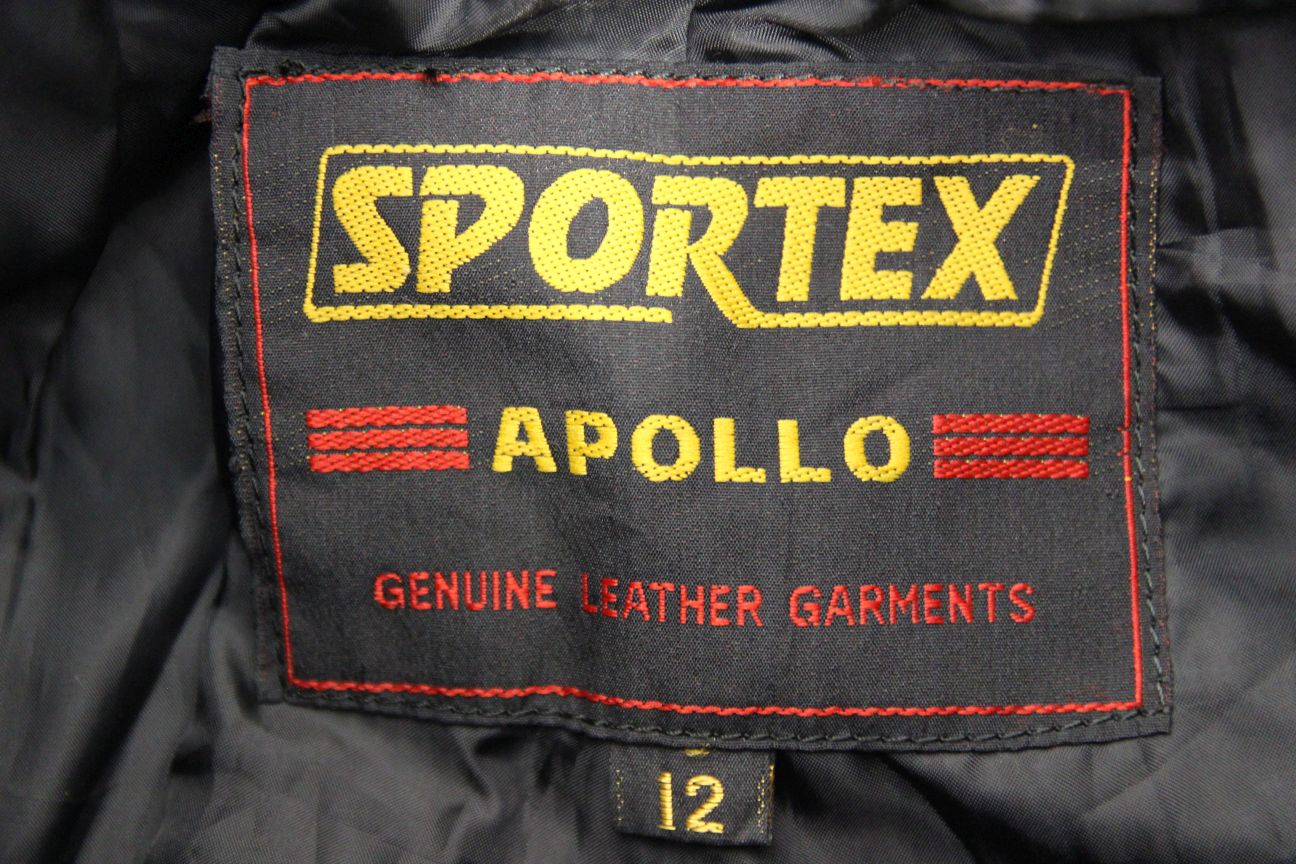 SPORTEX
APOLLO
GENUINE LEATHER GARMENTS
12